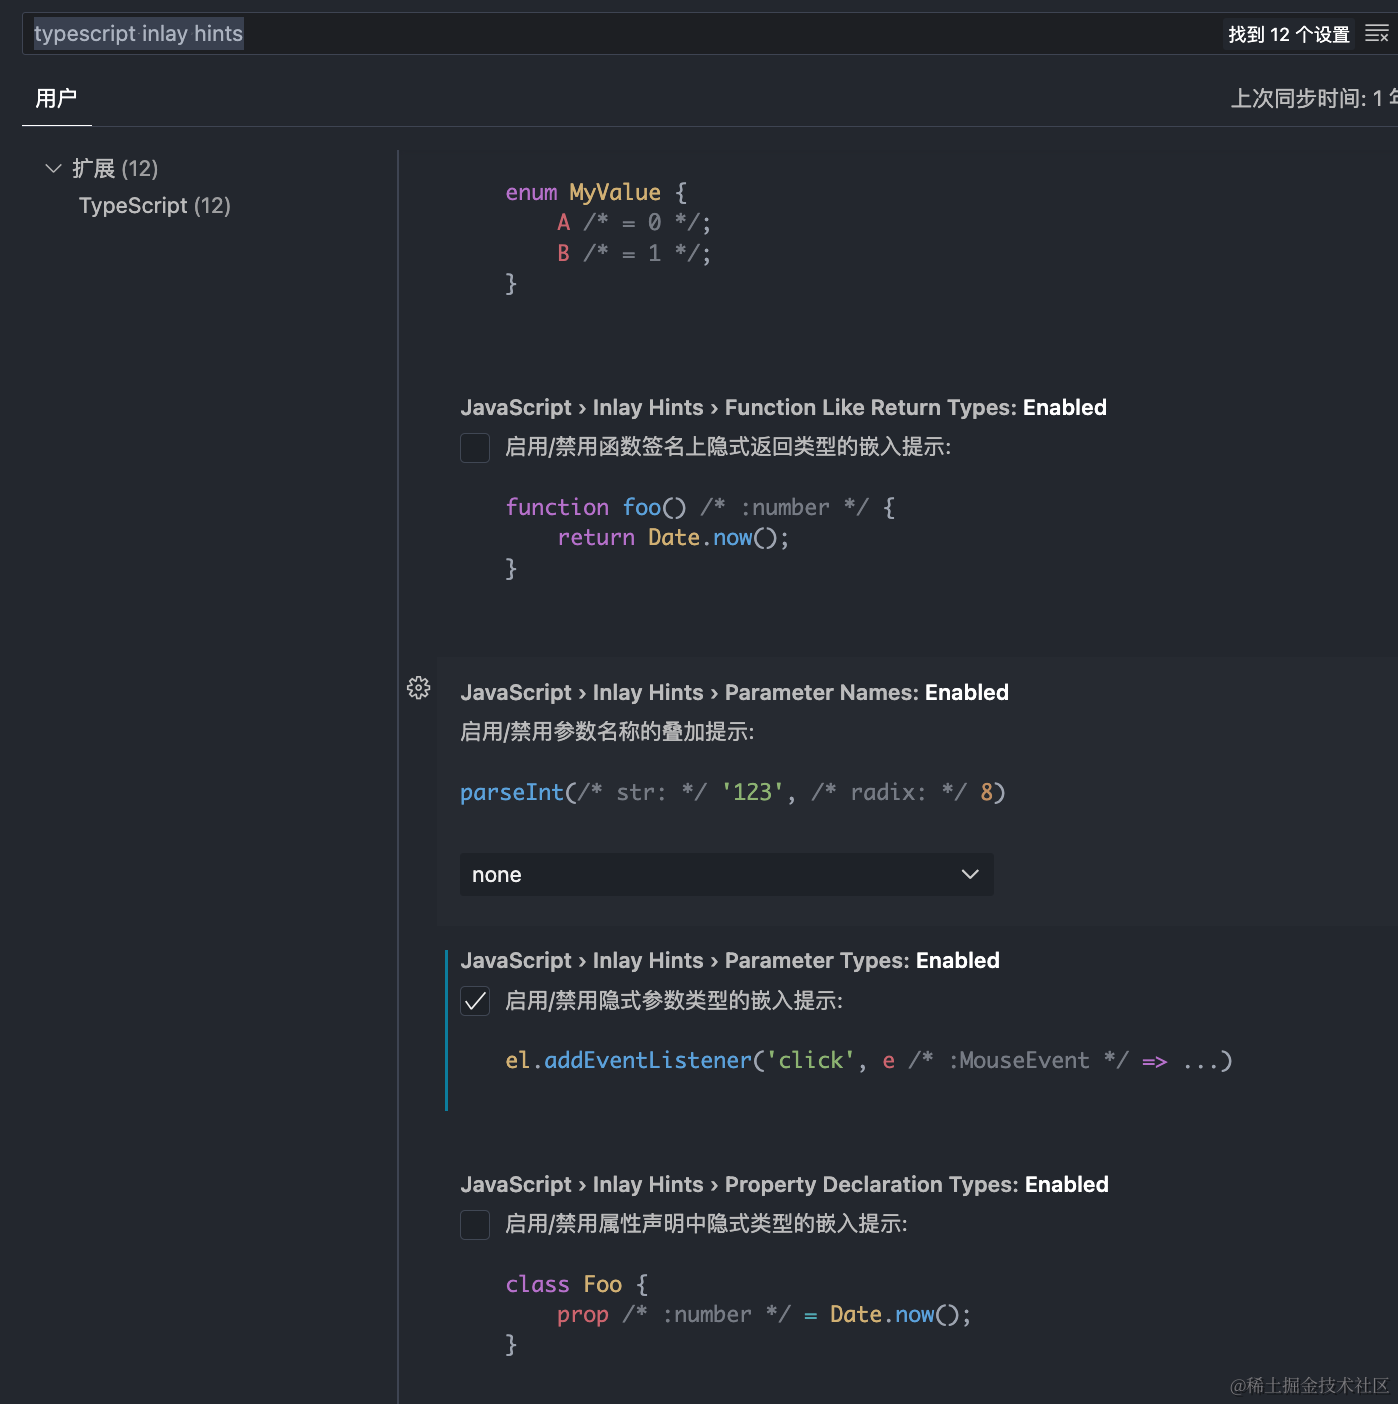 typescript inlay hints
找到 12 个设置
用户
上次同步时间: 1 年
扩展 (12)
TypeScript (12)
enum MyValue {
A /* = 0 */;
B /* = 1 */;
}
JavaScript › Inlay Hints › Function Like Return Types: Enabled
启用/禁用函数签名上隐式返回类型的嵌入提示:
function foo() /* :number */ {
return Date.now();
}
JavaScript › Inlay Hints › Parameter Names: Enabled
启用/禁用参数名称的叠加提示:
parseInt(/* str: */ '123', /* radix: */ 8)
none
JavaScript › Inlay Hints › Parameter Types: Enabled
启用/禁用隐式参数类型的嵌入提示:
el.addEventListener('click', e /* :MouseEvent */ => ...)
JavaScript › Inlay Hints › Property Declaration Types: Enabled
启用/禁用属性声明中隐式类型的嵌入提示:
class Foo {
prop /* :number */ = Date.now();
}
@稀土掘金技术社区